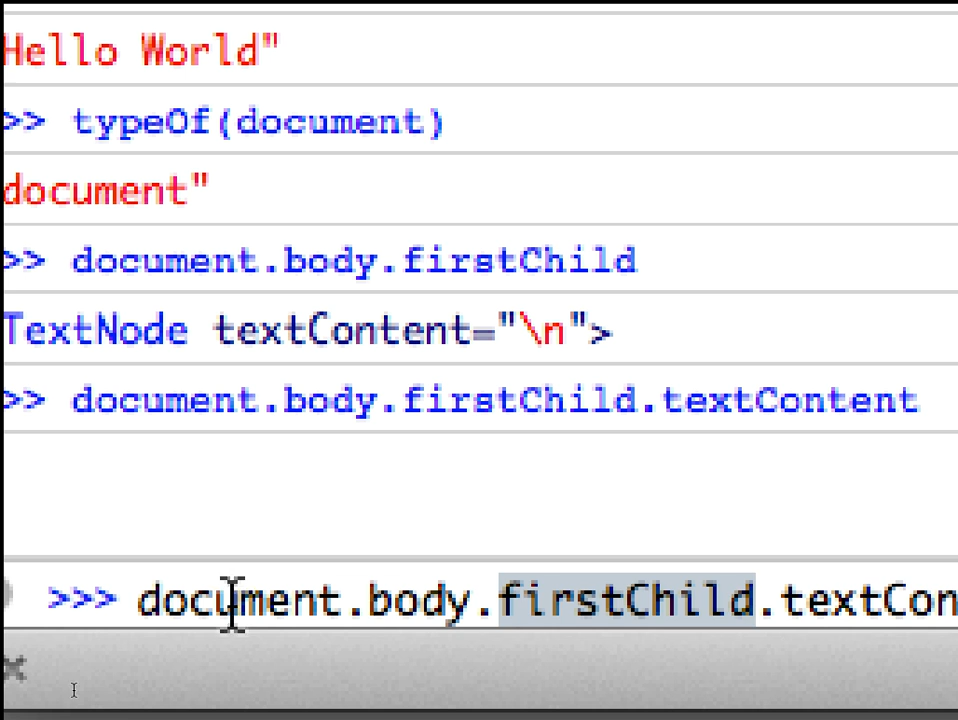 Hello World"
>> typeOf(document)
document"
>> document.body.firstChild
TextNode textContent="\n">
>> document.body.firstChild.textContent
>>> document.body.firstChild.textCon